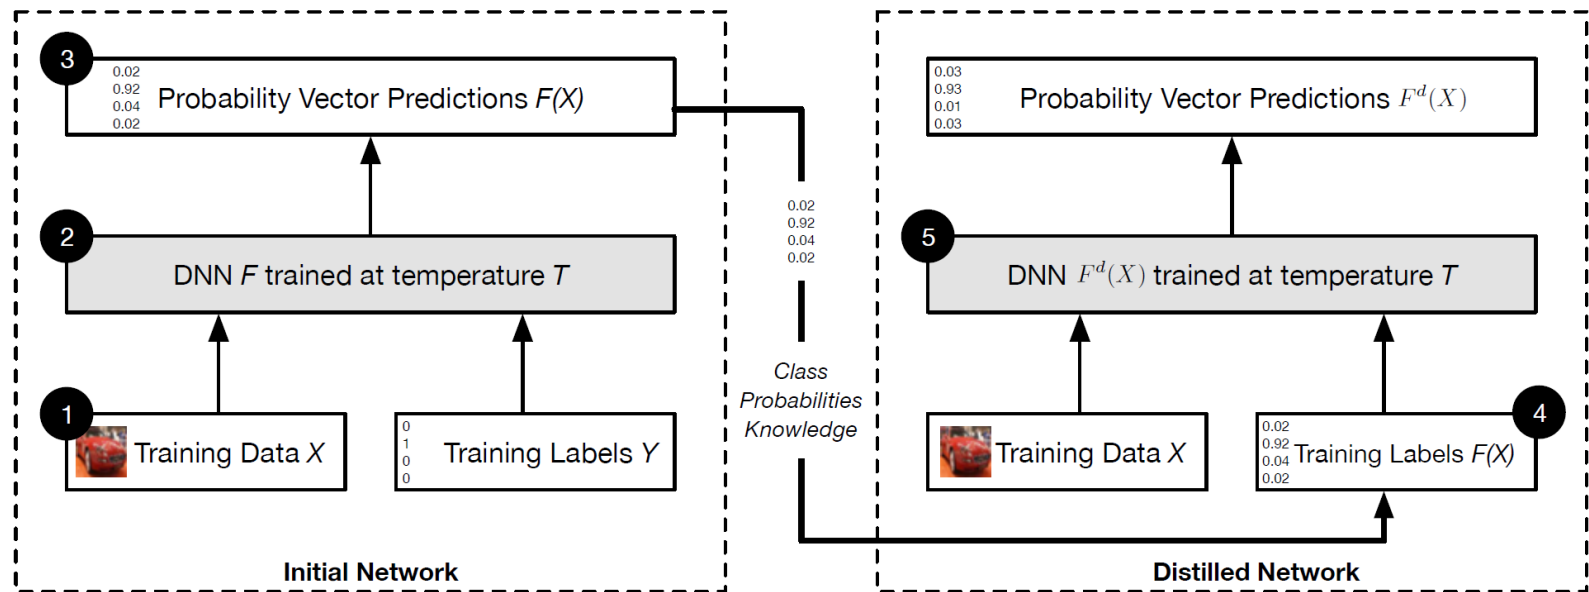 3
0.02
0.92
0.04
0.02
Probability Vector Predictions F(X)
2
DNN F trained at temperature T
1
Training Data X
0
1
0
0
Training Labels Y
Initial Network
0.02
0.92
0.04
0.02
Class
Probabilities
Knowledge
0.03
0.93
0.01
0.03
Probability Vector Predictions F^d(X)
5
DNN F^d(X) trained at temperature T
Training Data X
4
0.02
0.92
0.04
0.02
Training Labels F(X)
Distilled Network